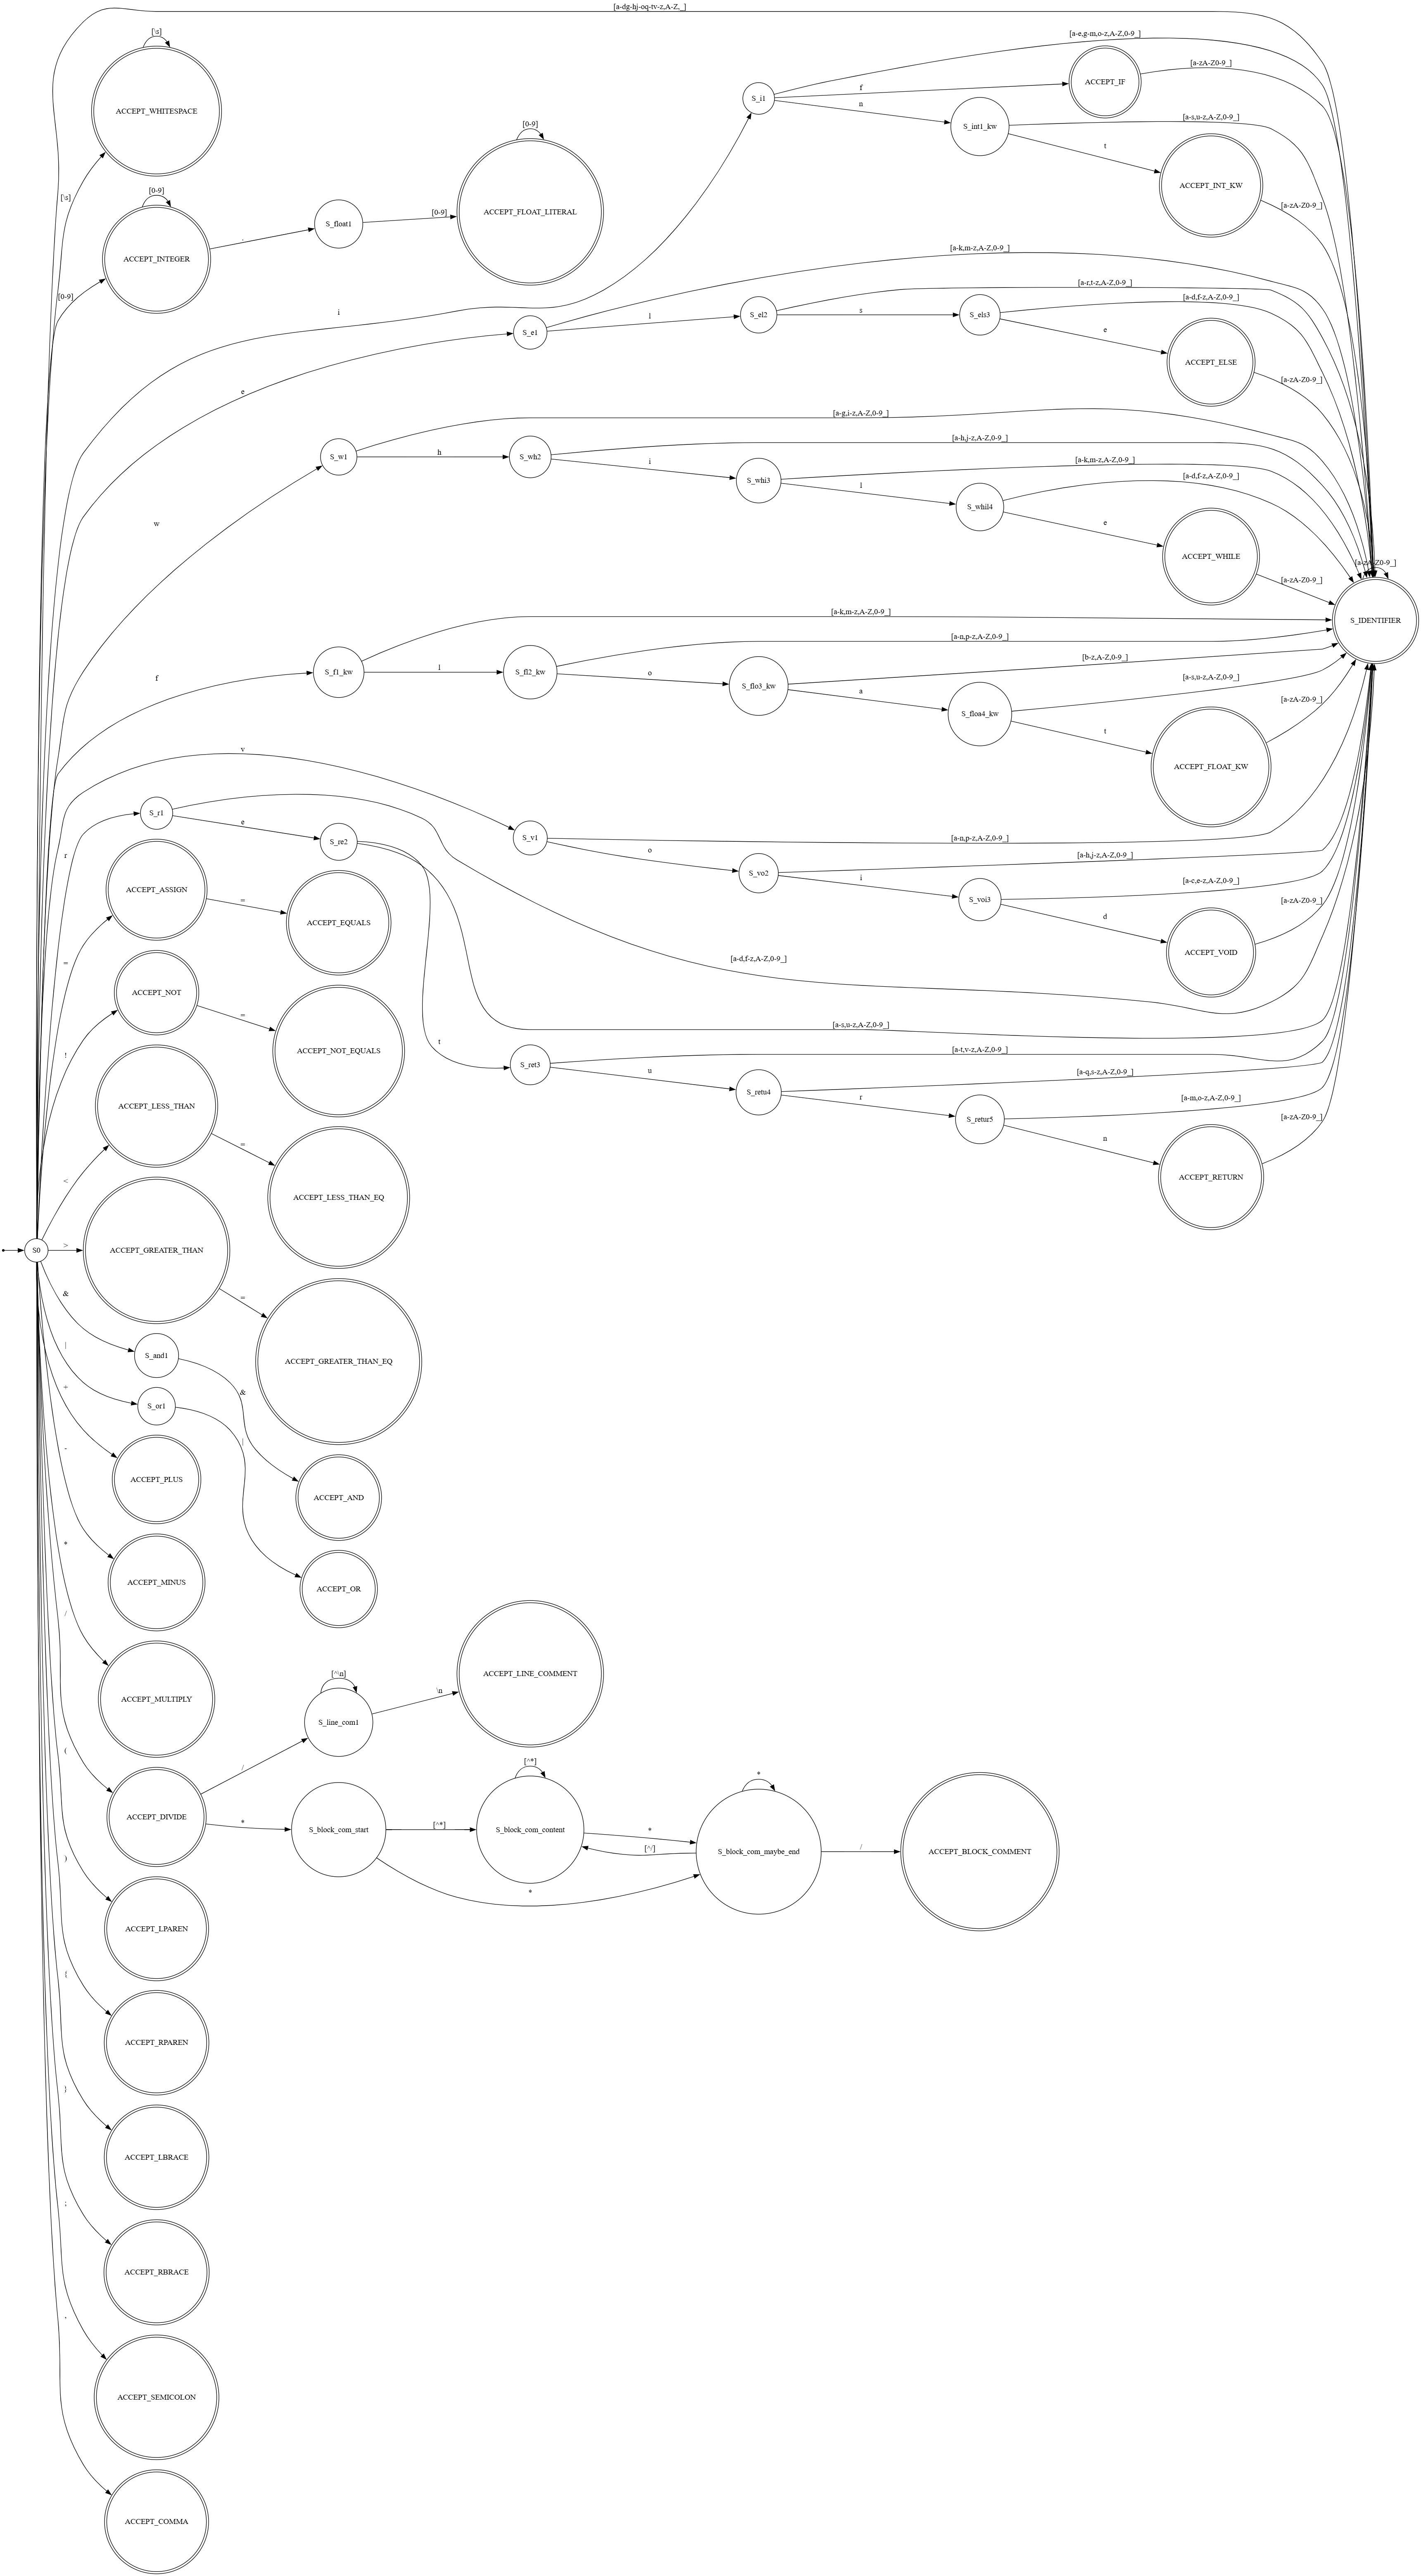 [a-dg-hj-oq-tv-z,A-Z,_]
[\s]
ACCEPT_WHITESPACE
[\s]
[0-9]
ACCEPT_INTEGER
[0-9]
.
S_float1
[0-9]
ACCEPT_FLOAT_LITERAL
[0-9]
i
S_i1
[a-e,g-m,o-z,A-Z,0-9_]
f
ACCEPT_IF
[a-zA-Z0-9_]
n
S_int1_kw
[a-s,u-z,A-Z,0-9_]
t
ACCEPT_INT_KW
[a-zA-Z0-9_]
e
S_e1
[a-k,m-z,A-Z,0-9_]
l
S_el2
[a-r,t-z,A-Z,0-9_]
s
S_els3
[a-d,f-z,A-Z,0-9_]
e
ACCEPT_ELSE
[a-zA-Z0-9_]
w
S_w1
[a-g,i-z,A-Z,0-9_]
h
S_wh2
[a-h,j-z,A-Z,0-9_]
i
S_whi3
[a-k,m-z,A-Z,0-9_]
l
S_whil4
[a-d,f-z,A-Z,0-9_]
e
ACCEPT_WHILE
[a-zA-Z0-9_]
[a-zA-Z0-9_]
S_IDENTIFIER
f
S_f1_kw
[a-k,m-z,A-Z,0-9_]
l
S_fl2_kw
[a-n,p-z,A-Z,0-9_]
o
S_flo3_kw
[b-z,A-Z,0-9_]
a
S_floa4_kw
[a-s,u-z,A-Z,0-9_]
t
ACCEPT_FLOAT_KW
[a-zA-Z0-9_]
v
S_v1
[a-n,p-z,A-Z,0-9_]
o
S_vo2
[a-h,j-z,A-Z,0-9_]
i
S_voi3
[a-c,e-z,A-Z,0-9_]
d
ACCEPT_VOID
[a-zA-Z0-9_]
r
S_r1
[a-d,f-z,A-Z,0-9_]
e
S_re2
[a-s,u-z,A-Z,0-9_]
t
S_ret3
[a-t,v-z,A-Z,0-9_]
u
S_retu4
[a-q,s-z,A-Z,0-9_]
r
S_retur5
[a-m,o-z,A-Z,0-9_]
n
ACCEPT_RETURN
[a-zA-Z0-9_]
=
ACCEPT_ASSIGN
=
ACCEPT_EQUALS
!
ACCEPT_NOT
=
ACCEPT_NOT_EQUALS
<
ACCEPT_LESS_THAN
=
ACCEPT_LESS_THAN_EQ
S0
>
ACCEPT_GREATER_THAN
=
ACCEPT_GREATER_THAN_EQ
&
S_and1
&
ACCEPT_AND
|
S_or1
|
ACCEPT_OR
+
ACCEPT_PLUS
-
ACCEPT_MINUS
*
ACCEPT_MULTIPLY
/
ACCEPT_DIVIDE
/
S_line_com1
[^\n]
\n
ACCEPT_LINE_COMMENT
*
S_block_com_start
[^*]
*
S_block_com_content
[^*]
*
[^/]
S_block_com_maybe_end
*
/
ACCEPT_BLOCK_COMMENT
(
ACCEPT_LPAREN
)
ACCEPT_RPAREN
{
ACCEPT_LBRACE
}
ACCEPT_RBRACE
;
ACCEPT_SEMICOLON
,
ACCEPT_COMMA